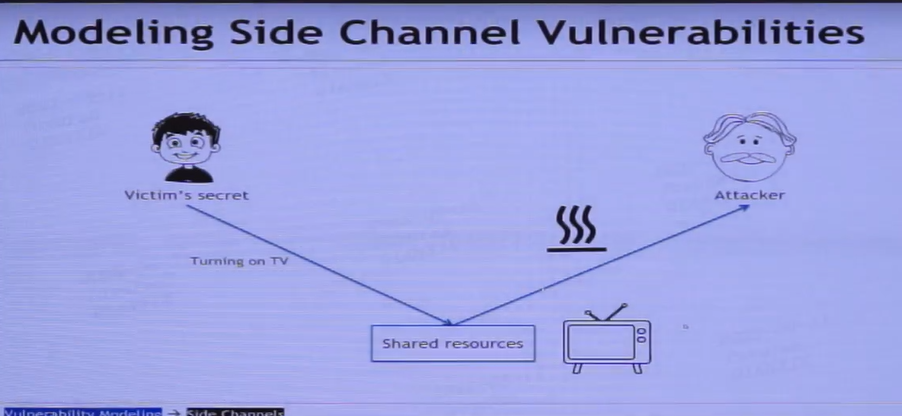 Modeling Side Channel Vulnerabilities
Victim's secret
Attacker
Turning on TV
Shared resources
Vulnerability Modeling → Side Channels